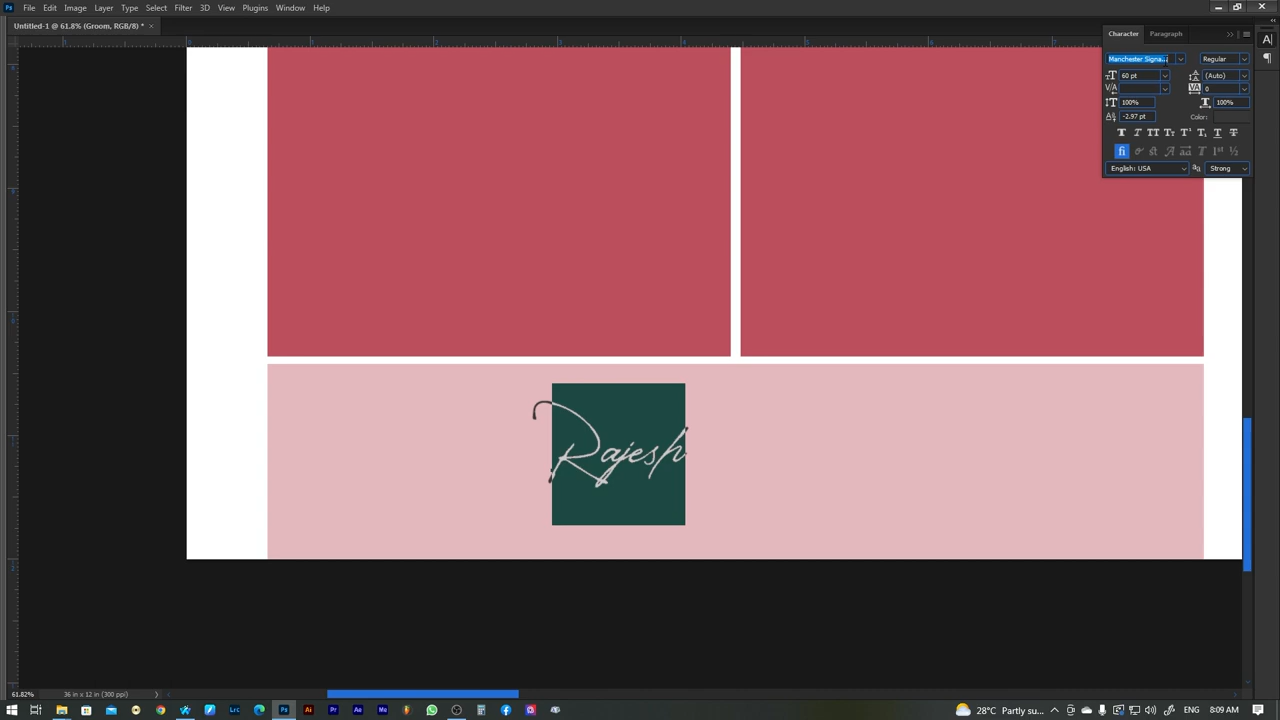 Ps File Edit Image Layer Type Select Filter 3D View Plugins Window Help
Untitled-1 @ 61.8% (Groom, RGB/8) *
Character Paragraph
Manchester Signa... Regular
60 pt (Auto)
0
100% 100%
-2.97 pt Color:
English: USA Strong
Rajesh
61.82% 36 in x 12 in (300 ppi)
28°C Partly su... 8:09 AM